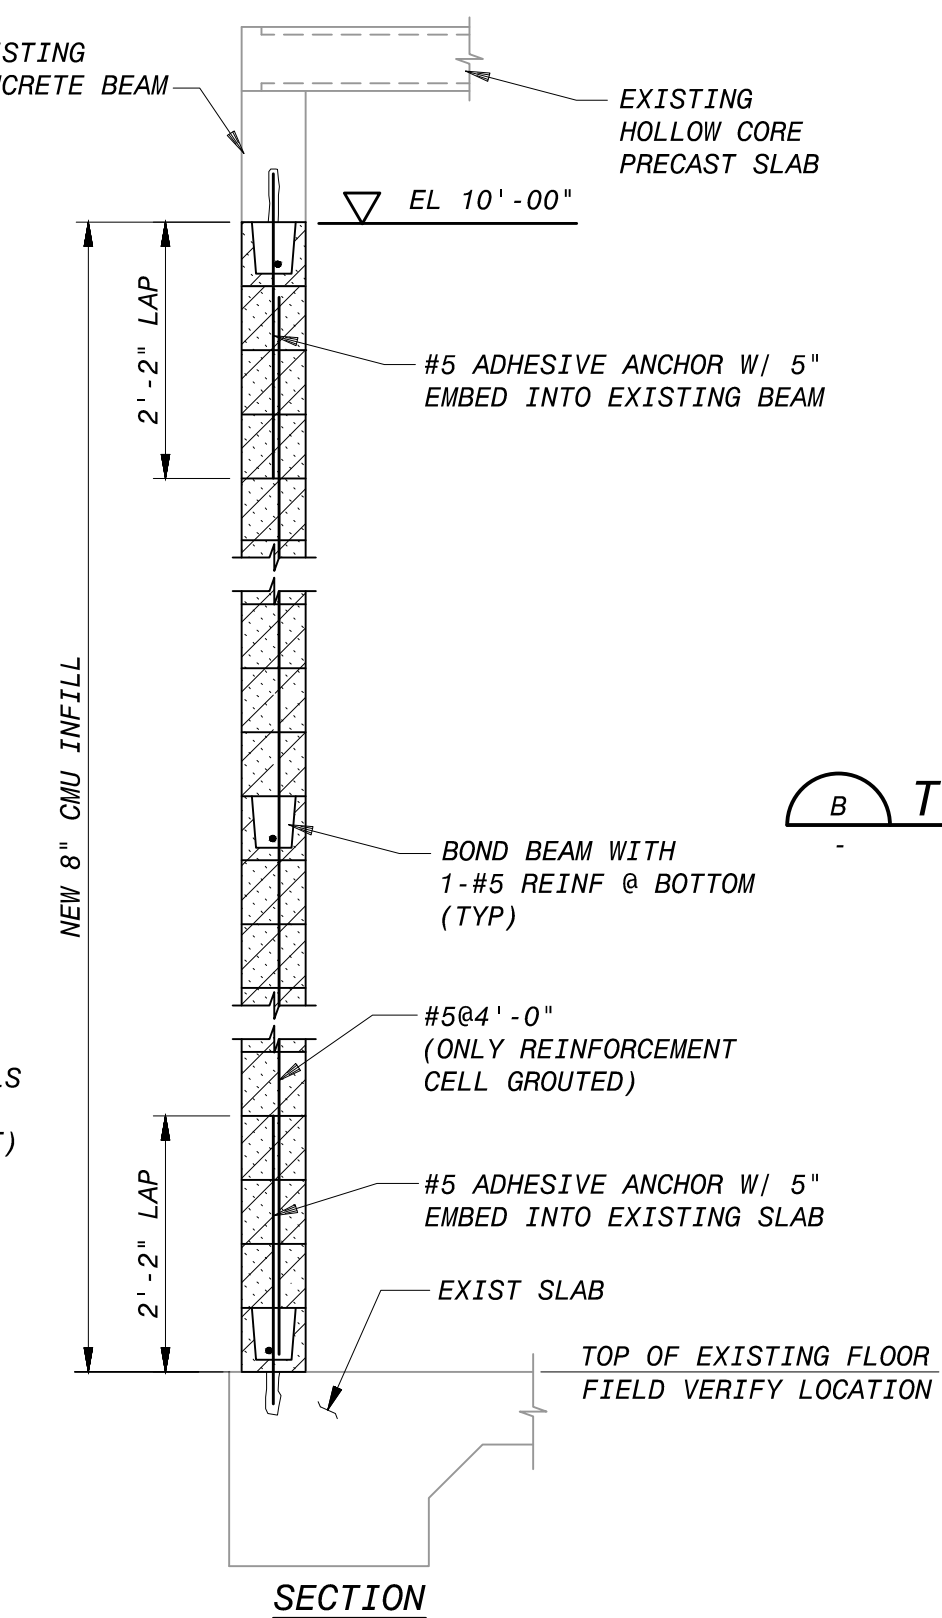 EXISTING
HOLLOW CORE
PRECAST SLAB
BEAM
EL 10'-00"
2'-2" LAP
#5 ADHESIVE ANCHOR W/ 5"
EMBED INTO EXISTING BEAM
NEW 8" CMU INFILL
B
-
BOND BEAM WITH
1-#5 REINF @ BOTTOM
(TYP)
#5@4'-0"
(ONLY REINFORCEMENT
CELL GROUTED)
2'-2" LAP
#5 ADHESIVE ANCHOR W/ 5"
EMBED INTO EXISTING SLAB
EXIST SLAB
TOP OF EXISTING FLOOR
FIELD VERIFY LOCATION
SECTION